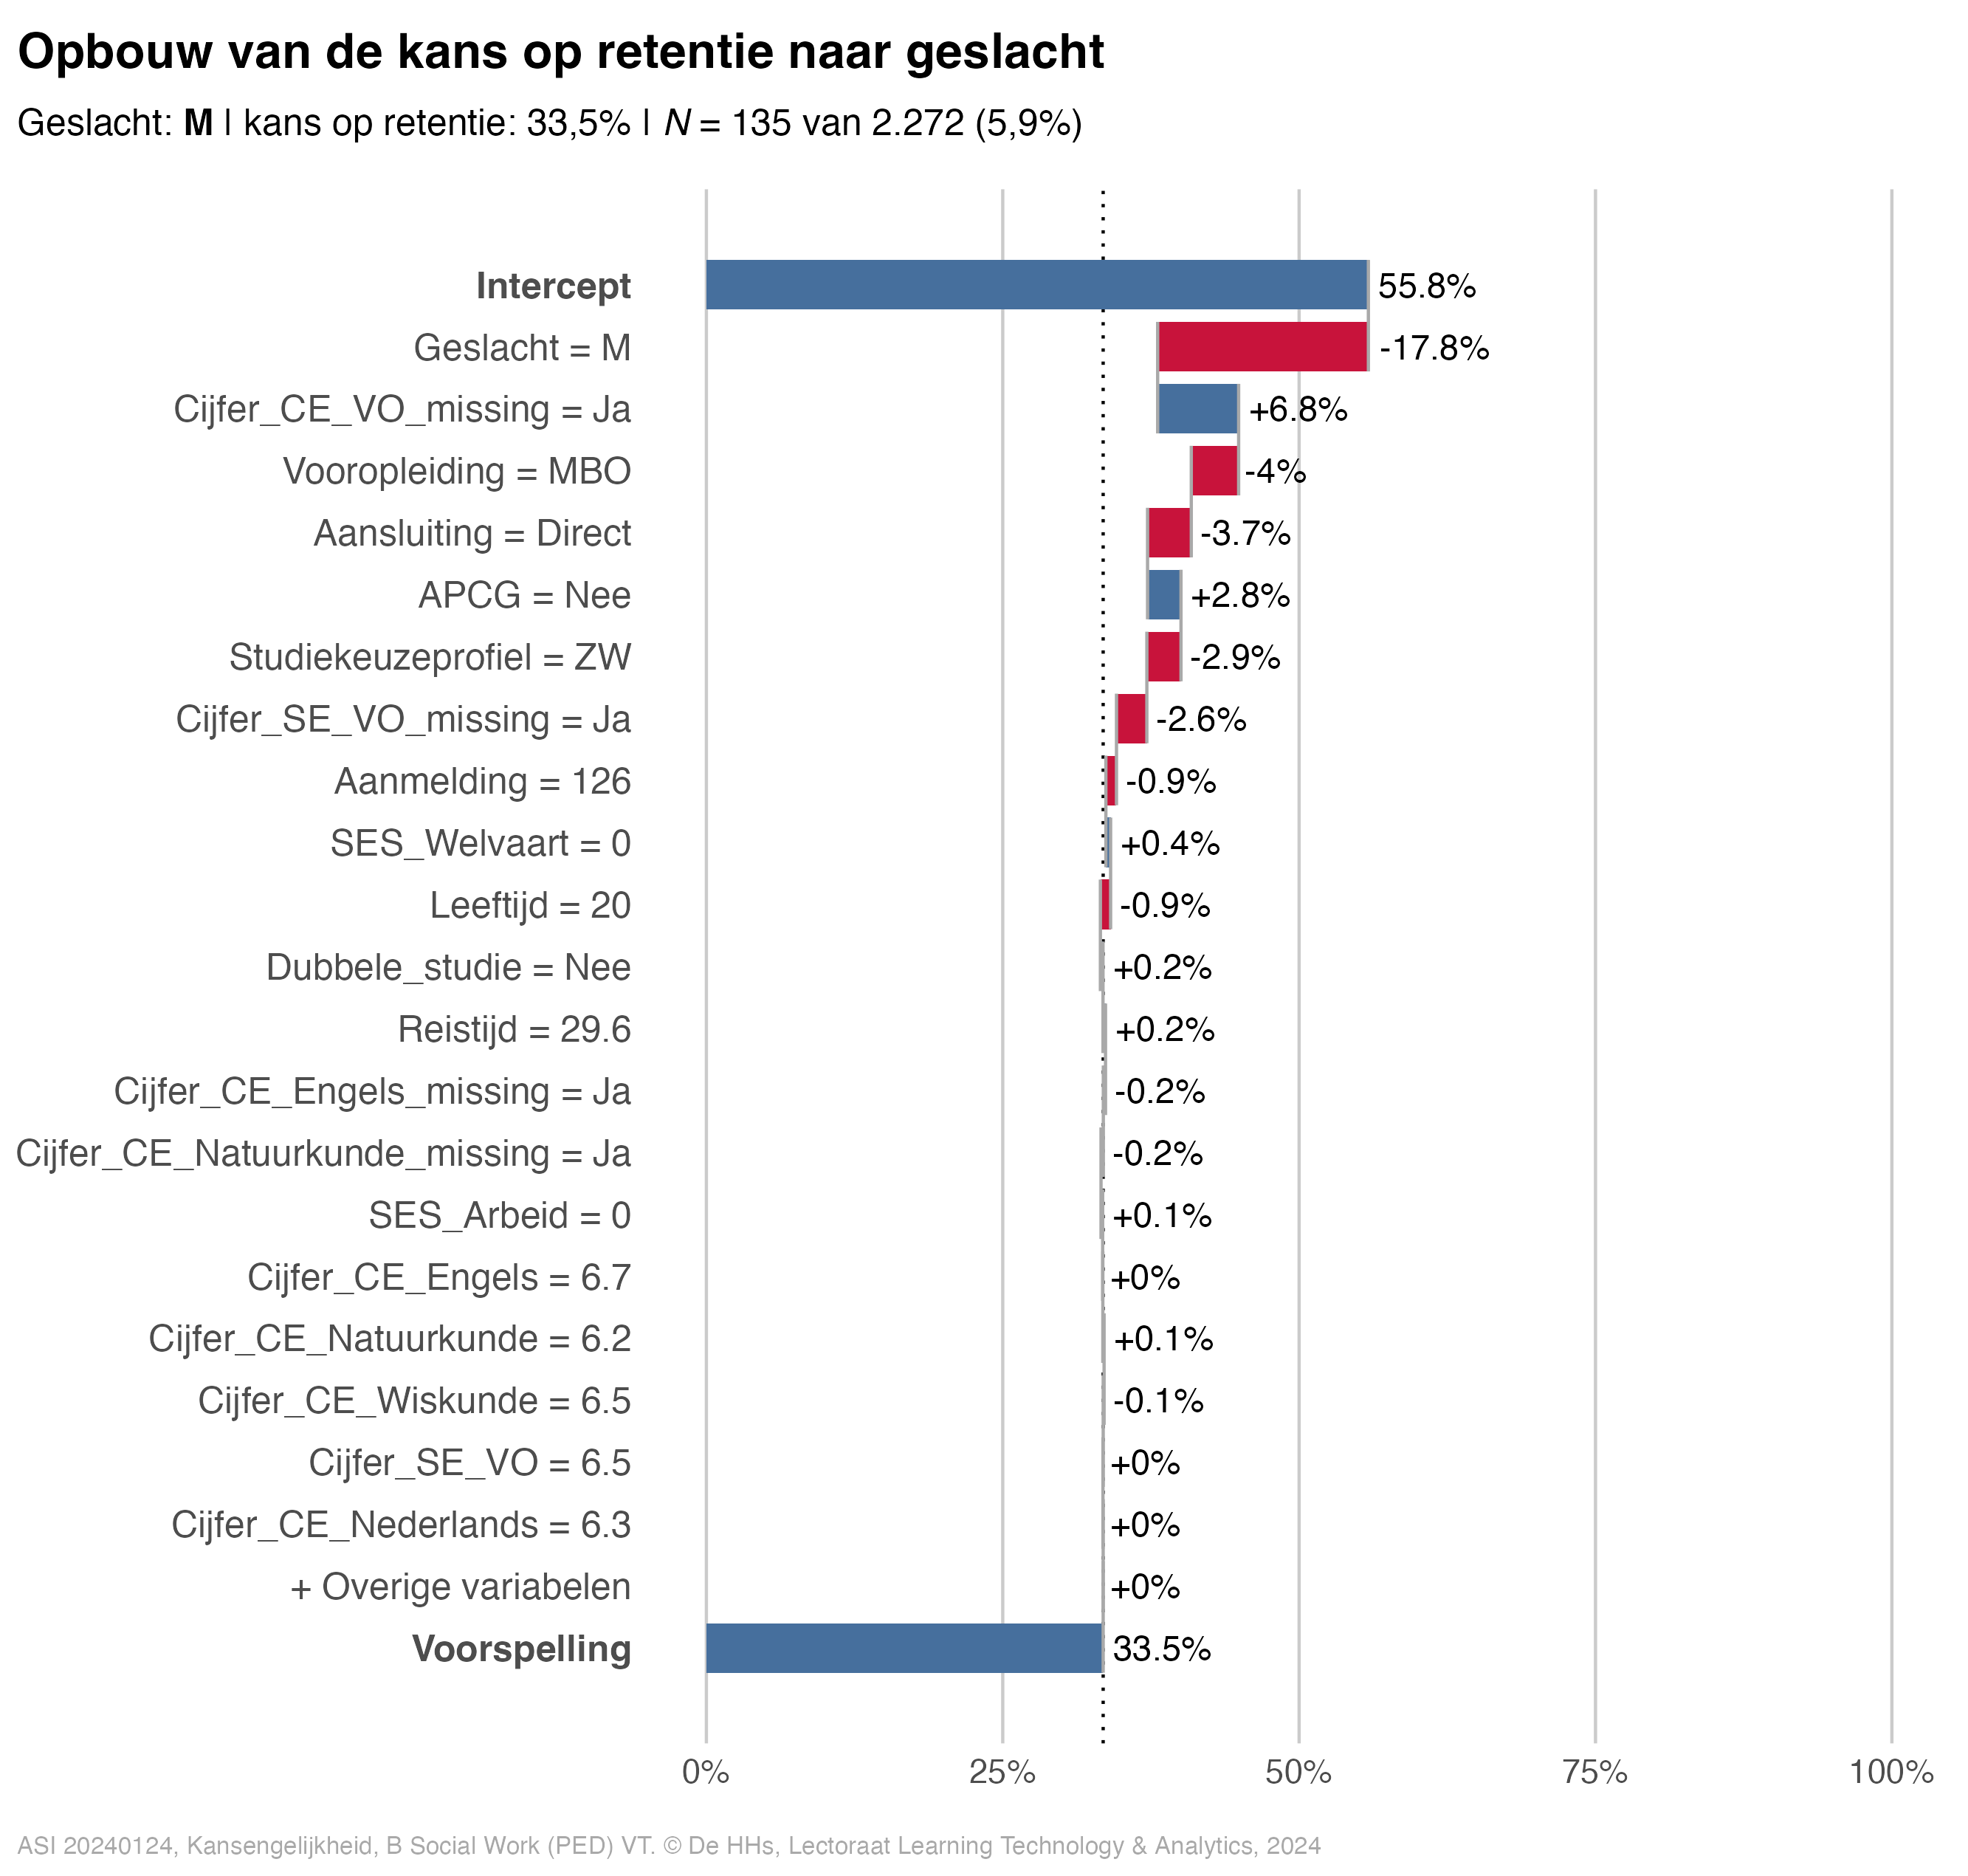 Opbouw van de kans op retentie naar geslacht
Geslacht: M | kans op retentie: 33,5% | N = 135 van 2.272 (5,9%)
Intercept 55.8%
Geslacht = M -17.8%
Cijfer_CE_VO_missing = Ja +6.8%
Vooropleiding = MBO -4%
Aansluiting = Direct -3.7%
APCG = Nee +2.8%
Studiekeuzeprofiel = ZW -2.9%
Cijfer_SE_VO_missing = Ja -2.6%
Aanmelding = 126 -0.9%
SES_Welvaart = 0 +0.4%
Leeftijd = 20 -0.9%
Dubbele_studie = Nee +0.2%
Reistijd = 29.6 +0.2%
Cijfer_CE_Engels_missing = Ja -0.2%
Cijfer_CE_Natuurkunde_missing = Ja -0.2%
SES_Arbeid = 0 +0.1%
Cijfer_CE_Engels = 6.7 +0%
Cijfer_CE_Natuurkunde = 6.2 +0.1%
Cijfer_CE_Wiskunde = 6.5 -0.1%
Cijfer_SE_VO = 6.5 +0%
Cijfer_CE_Nederlands = 6.3 +0%
+ Overige variabelen +0%
Voorspelling 33.5%
0% 25% 50% 75% 100%
ASI 20240124, Kansengelijkheid, B Social Work (PED) VT. © De HHs, Lectoraat Learning Technology & Analytics, 2024